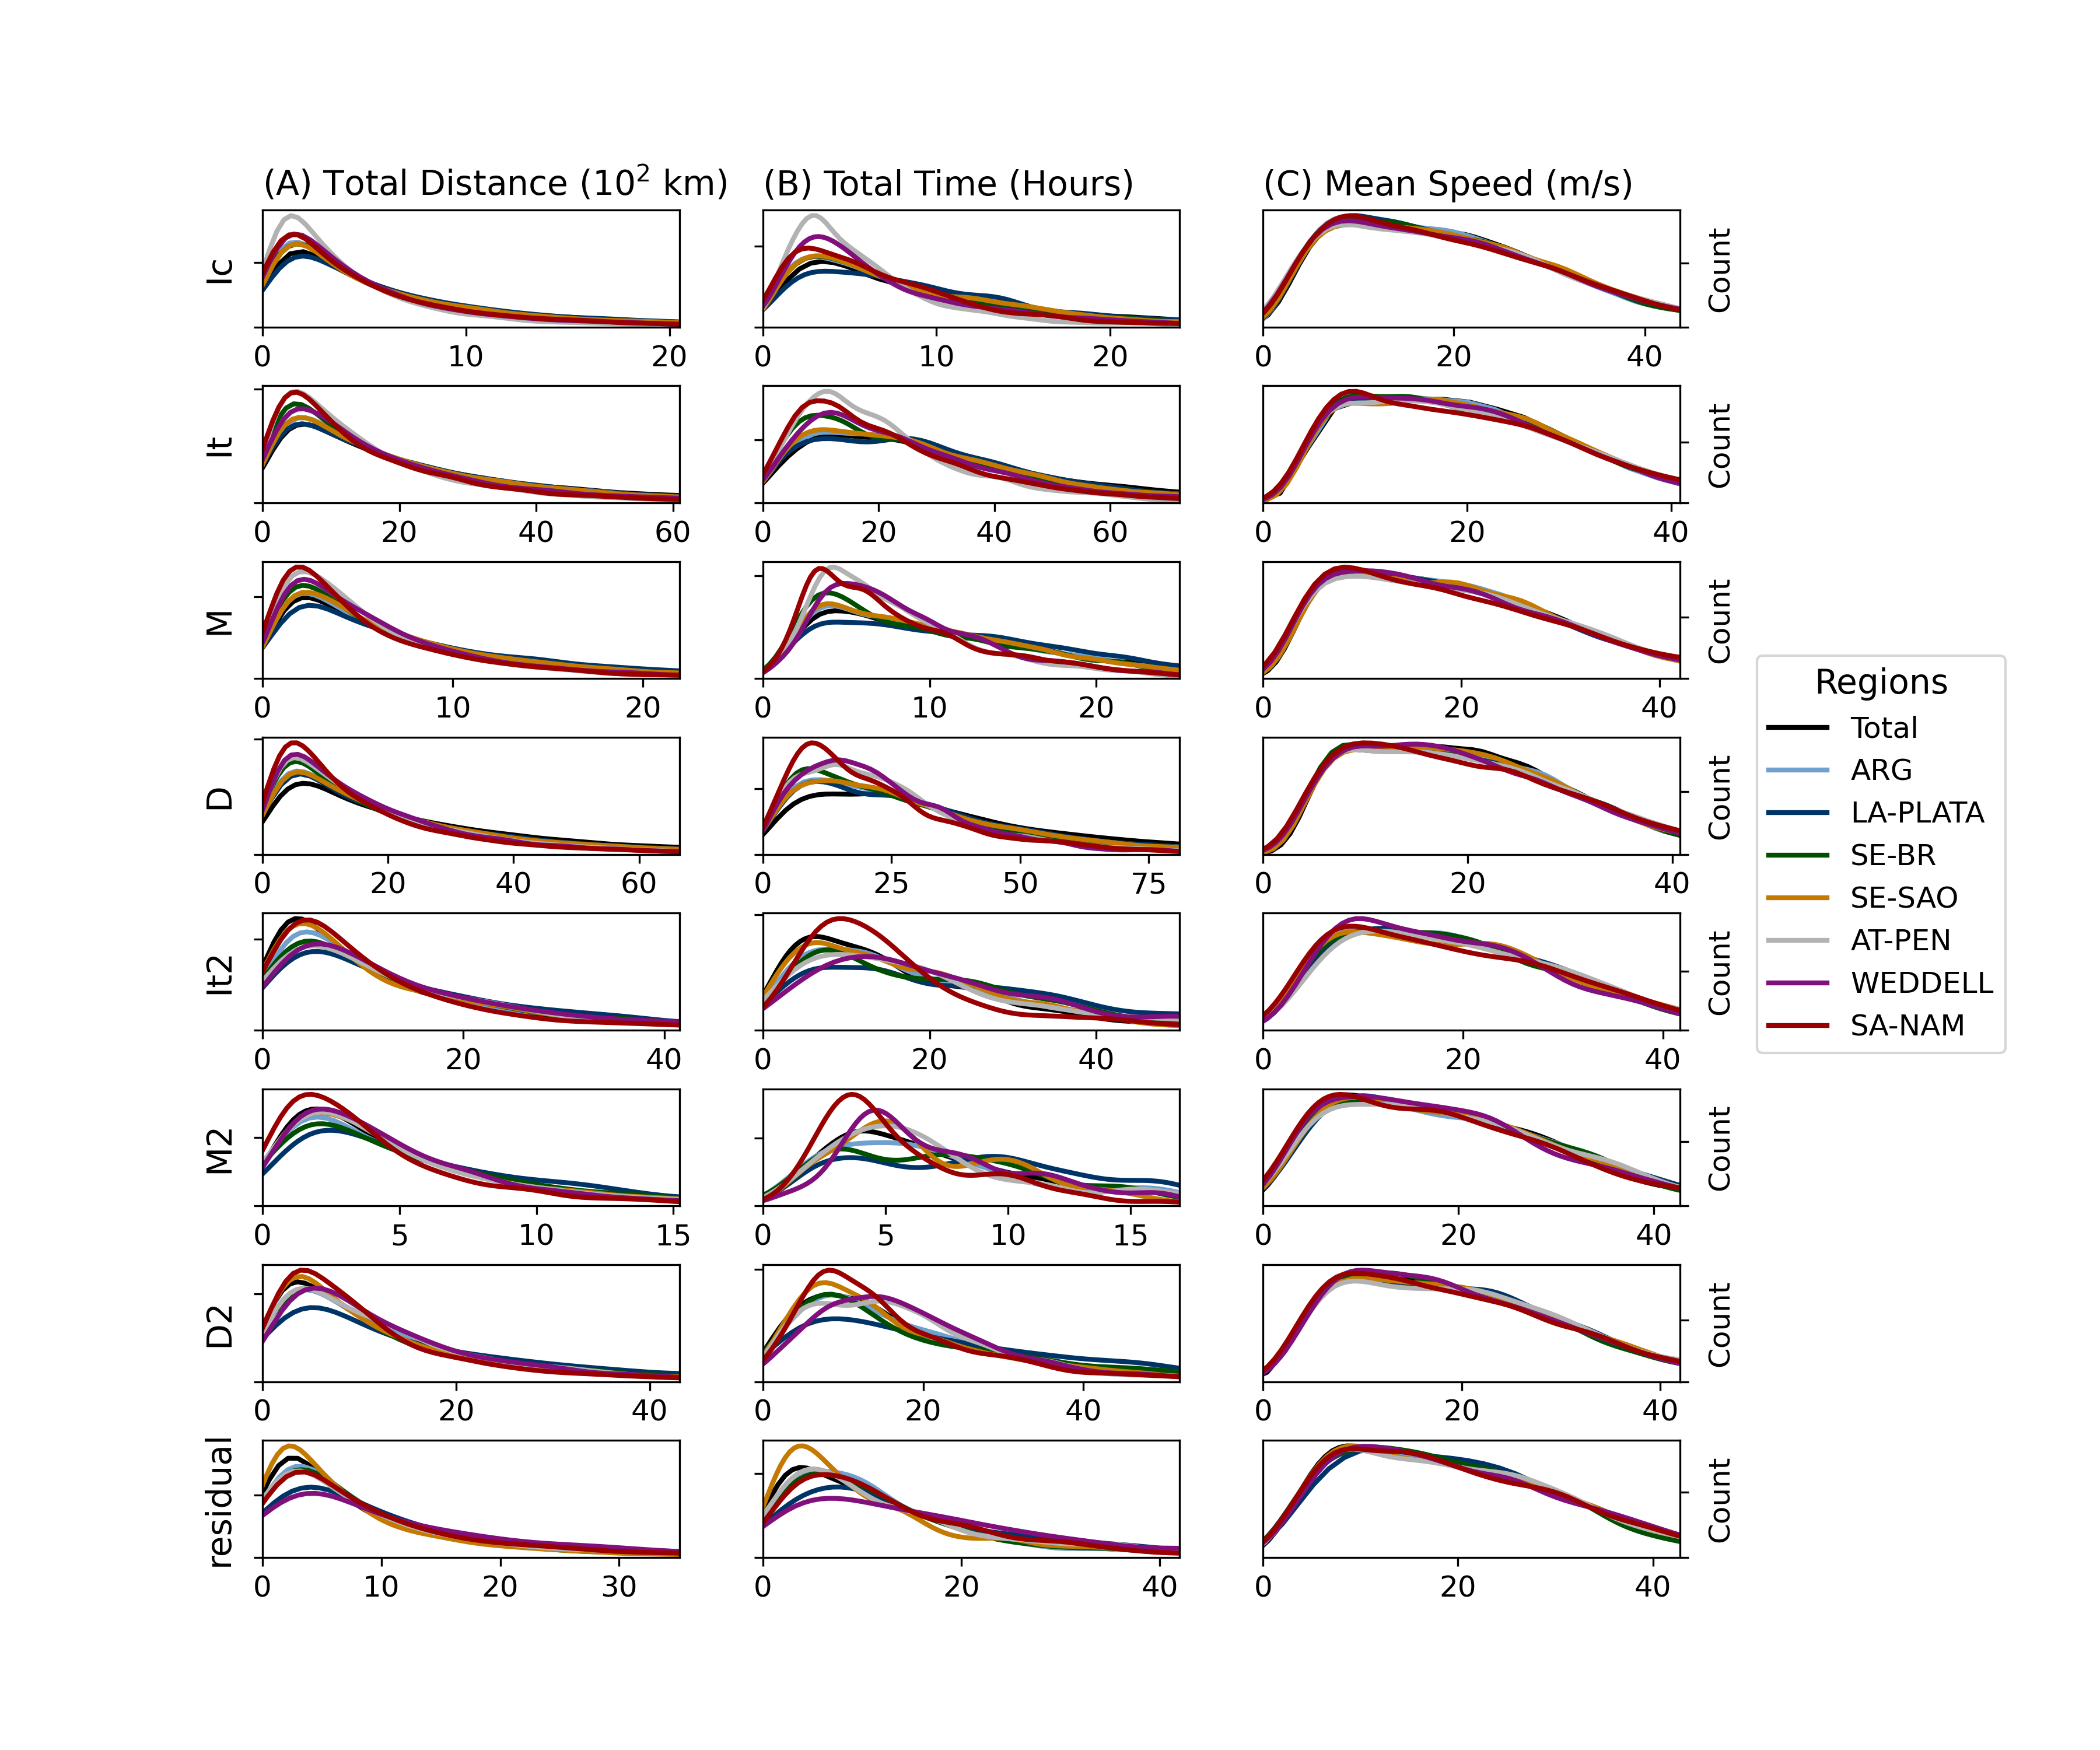 (A) Total Distance (10² km)
(B) Total Time (Hours)
(C) Mean Speed (m/s)
Ic
0 10 20
0 10 20
0 20 40
Count
It
0 20 40 60
0 20 40 60
0 20 40
Count
M
0 10 20
0 10 20
0 20 40
Count
D
0 20 40 60
0 25 50 75
0 20 40
Count
It2
0 20 40
0 20 40
0 20 40
Count
M2
0 5 10 15
0 5 10 15
0 20 40
Count
D2
0 20 40
0 20 40
0 20 40
Count
residual
0 10 20 30
0 20 40
0 20 40
Count
Regions
Total
ARG
LA-PLATA
SE-BR
SE-SAO
AT-PEN
WEDDELL
SA-NAM